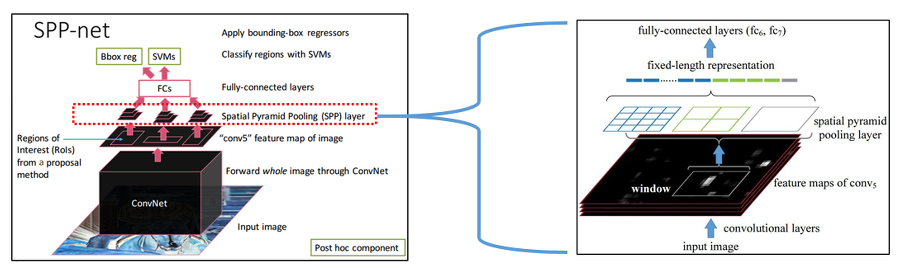 SPP-net
Apply bounding-box regressors
Bbox reg
SVMs
Classify regions with SVMs
FCs
Fully-connected layers
Spatial Pyramid Pooling (SPP) layer
Regions of
Interest (RoIs)
from a proposal
method
"conv5" feature map of image
Forward whole image through ConvNet
ConvNet
Input image
Post hoc component
fully-connected layers (fc₆, fc₇)
fixed-length representation
......
spatial pyramid
pooling layer
window
feature maps of conv₅
convolutional layers
input image